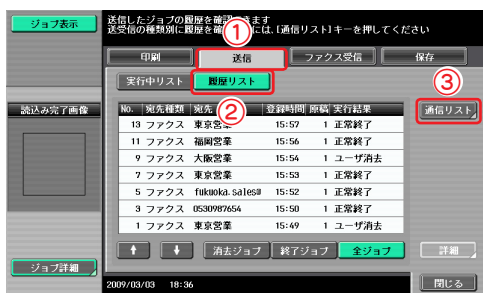 ジョブ表示
送信したジョブの履歴を確認できます
送受信の種別別に履歴を確 には、[通信リスト]キーを押してください
①
印刷
送信
ファクス受信
保存
実行中リスト
履歴リスト
③
読込み完了画像
No. 宛先種類 宛先 登録時間 原稿 実行結果
②
通信リスト
13 ファクス 東京営業 15:57 1 正常終了
11 ファクス 福岡営業 15:56 1 正常終了
9 ファクス 大阪営業 15:54 1 ユーザ消去
7 ファクス 東京営業 15:53 1 正常終了
5 ファクス fukuoka.sales@ 15:52 1 正常終了
3 ファクス 0530987654 15:50 1 正常終了
1 ファクス 東京営業 15:49 1 ユーザ消去
↑ ↓ 消去ジョブ 終了ジョブ 全ジョブ
詳細
ジョブ詳細
2009/03/03 18:36
閉じる